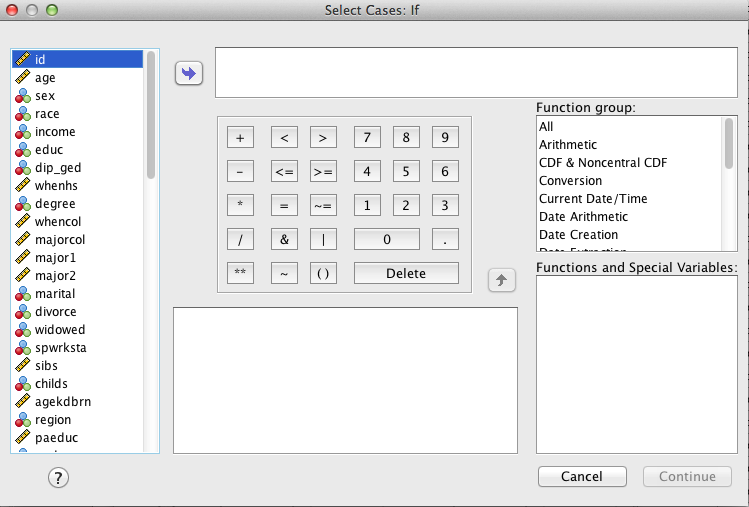 Select Cases: If
id
age
sex
race
income
educ
dip_ged
whenhs
degree
whencol
majorcol
major1
major2
marital
divorce
widowed
spwrksta
sibs
childs
agekdbrn
region
paeduc
+ < > 7 8 9
- <= >= 4 5 6
* = ~= 1 2 3
/ & | 0 .
** ~ () Delete
Function group:
All
Arithmetic
CDF & Noncentral CDF
Conversion
Current Date/Time
Date Arithmetic
Date Creation
Date Extraction
Functions and Special Variables:
?
Cancel
Continue